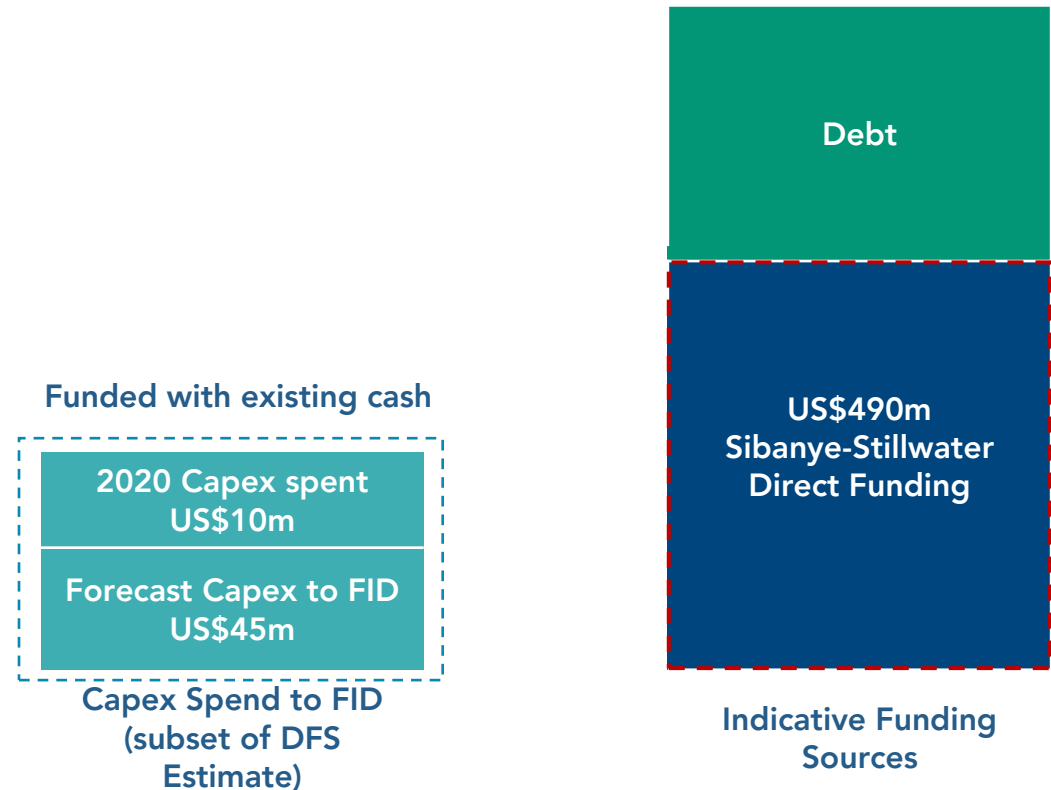 Funded with existing cash
2020 Capex spent
US$10m
Forecast Capex to FID
US$45m
Capex Spend to FID
(subset of DFS
Estimate)
Debt
US$490m
Sibanye-Stillwater
Direct Funding
Indicative Funding
Sources